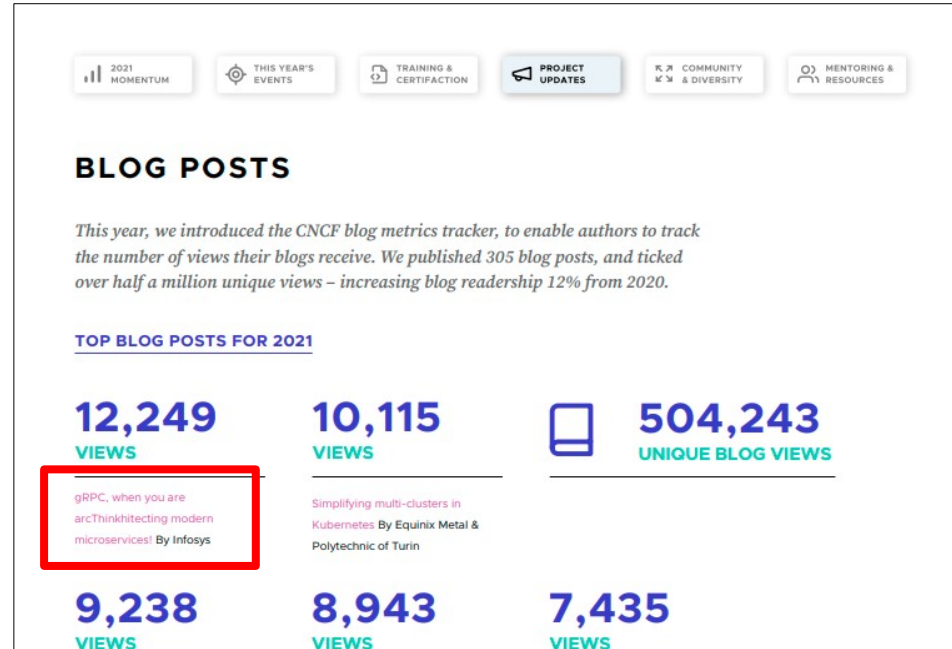 2021
MOMENTUM
THIS YEAR'S
EVENTS
TRAINING &
CERTIFACTION
PROJECT
UPDATES
COMMUNITY
& DIVERSITY
MENTORING &
RESOURCES
BLOG POSTS
This year, we introduced the CNCF blog metrics tracker, to enable authors to track
the number of views their blogs receive. We published 305 blog posts, and ticked
over half a million unique views – increasing blog readership 12% from 2020.
TOP BLOG POSTS FOR 2021
12,249
VIEWS
gRPC, when you are
arcThinkhitecting modern
microservices! By Infosys
10,115
VIEWS
Simplifying multi-clusters in
Kubernetes By Equinix Metal &
Polytechnic of Turin
504,243
UNIQUE BLOG VIEWS
9,238
VIEWS
8,943
VIEWS
7,435
VIEWS